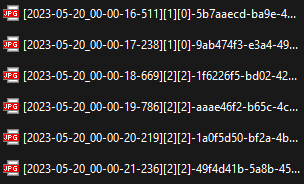 JPG [2023-05-20_00-00-16-511][1][0]-5b7aaecd-ba9e-4...
JPG [2023-05-20_00-00-17-238][1][0]-9ab474f3-e3a4-49...
JPG [2023-05-20_00-00-18-669][2][2]-1f6226f5-bd02-42...
JPG [2023-05-20_00-00-19-786][2][2]-aaae46f2-b65c-4c...
JPG [2023-05-20_00-00-20-219][2][2]-1a0f5d50-bf2a-4b...
JPG [2023-05-20_00-00-21-236][2][2]-49f4d41b-5a8b-45...